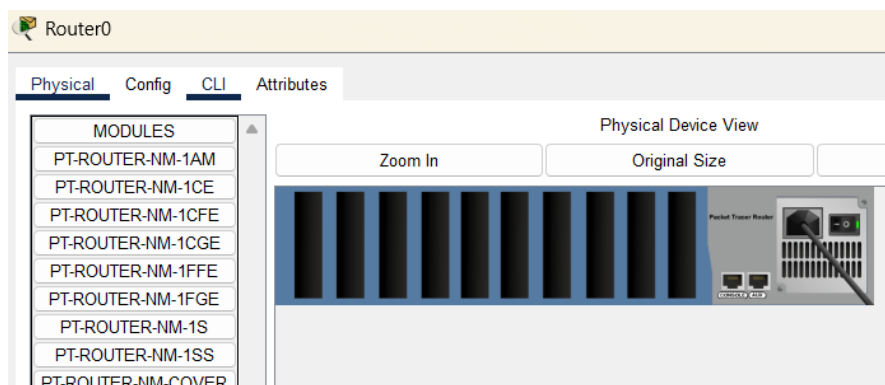 Router0
Physical Config CLI Attributes
MODULES
PT-ROUTER-NM-1AM
PT-ROUTER-NM-1CE
PT-ROUTER-NM-1CFE
PT-ROUTER-NM-1CGE
PT-ROUTER-NM-1FFE
PT-ROUTER-NM-1FGE
PT-ROUTER-NM-1S
PT-ROUTER-NM-1SS
PT-ROUTER-NM-COVER
Physical Device View
Zoom In Original Size
Packet Tracer Router
CONSOLE AUX